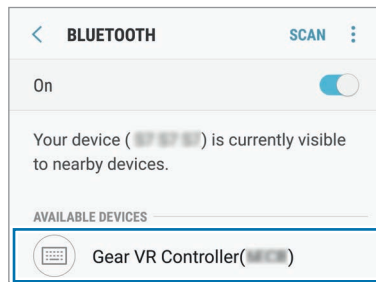 BLUETOOTH SCAN
On
Your device ( ) is currently visible
to nearby devices.
AVAILABLE DEVICES
Gear VR Controller( )